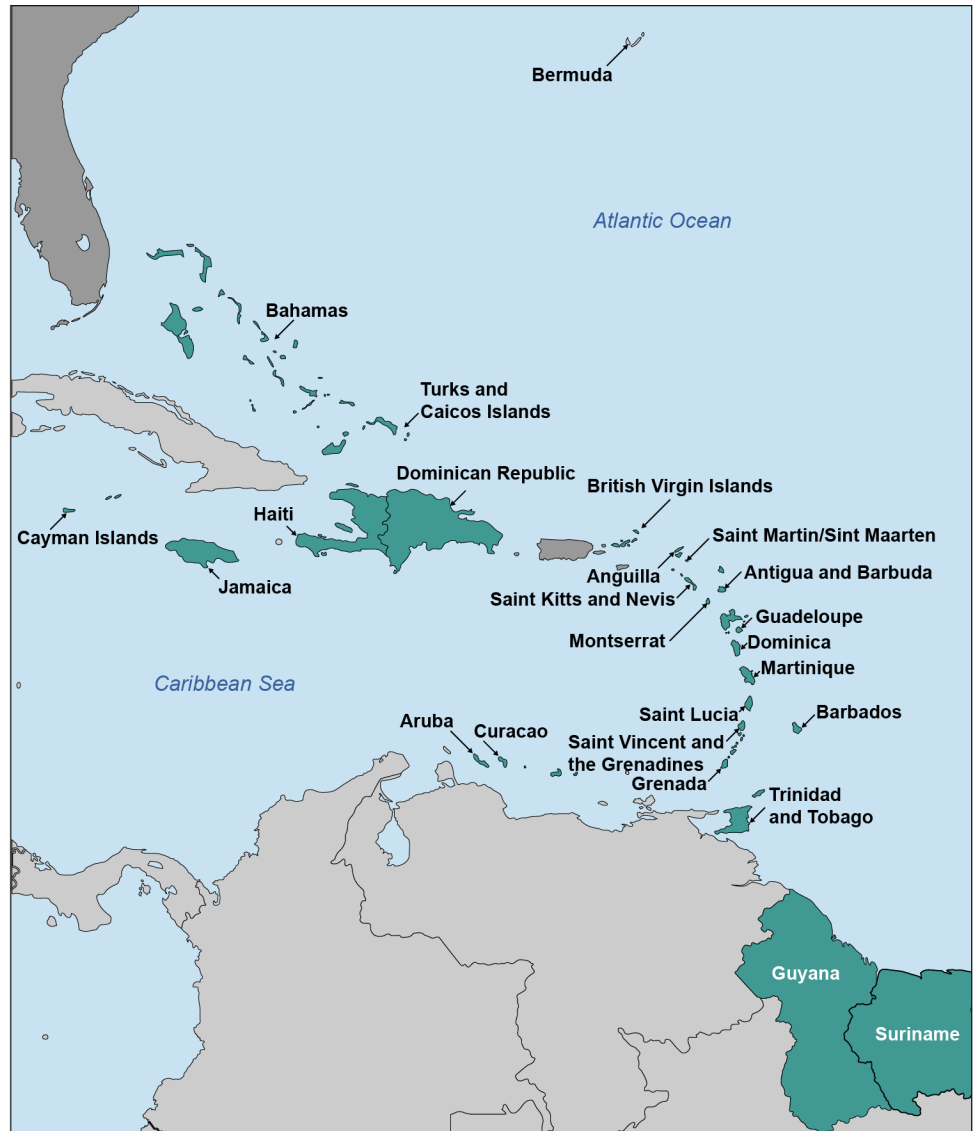 Bermuda
Atlantic Ocean
Bahamas
Turks and
Caicos Islands
Dominican Republic
British Virgin Islands
Haiti
Cayman Islands
Saint Martin/Sint Maarten
Jamaica
Anguilla
Antigua and Barbuda
Saint Kitts and Nevis
Guadeloupe
Montserrat
Dominica
Martinique
Caribbean Sea
Saint Lucia
Barbados
Aruba
Curacao
Saint Vincent and
the Grenadines
Grenada
Trinidad
and Tobago
Guyana
Suriname